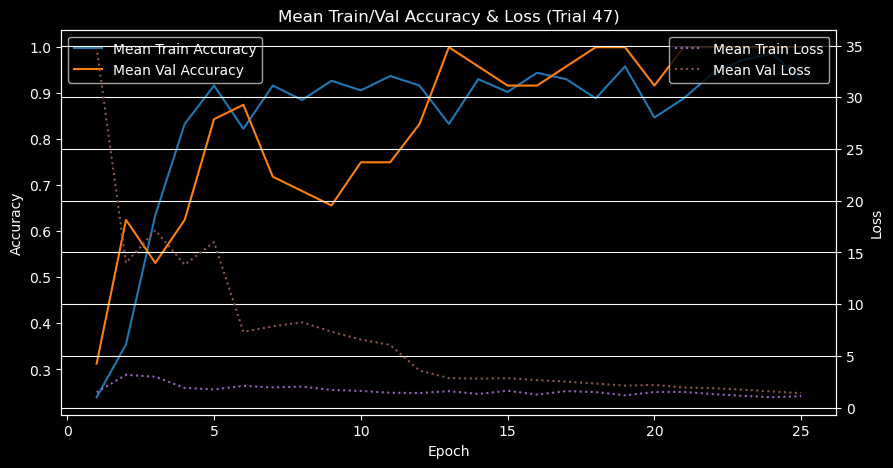 Mean Train/Val Accuracy & Loss (Trial 47)
Mean Train Accuracy
Mean Val Accuracy
Mean Train Loss
Mean Val Loss
1.0
0.9
0.8
0.7
0.6
0.5
0.4
0.3
Accuracy
35
30
25
20
15
10
5
0
Loss
0 5 10 15 20 25
Epoch